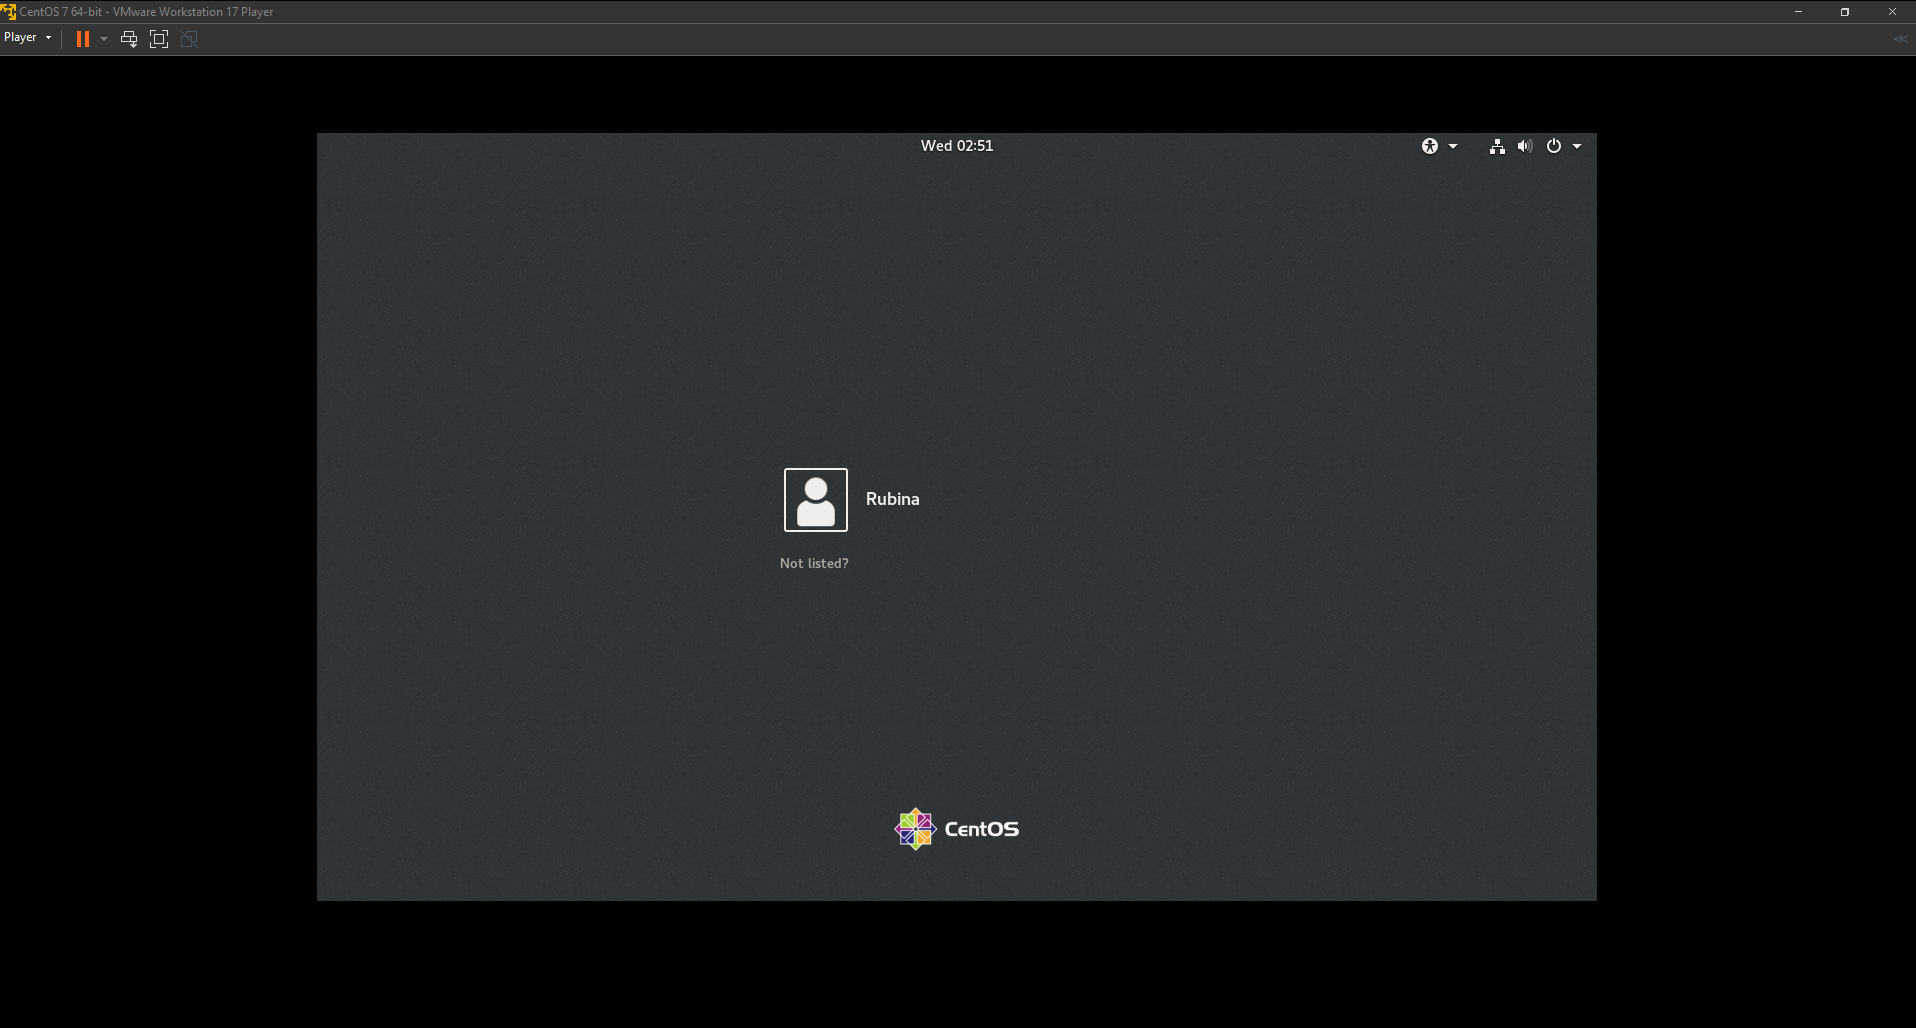 CentOS 7 64-bit - VMware Workstation 17 Player
Player
Wed 02:51
Rubina
Not listed?
CentOS